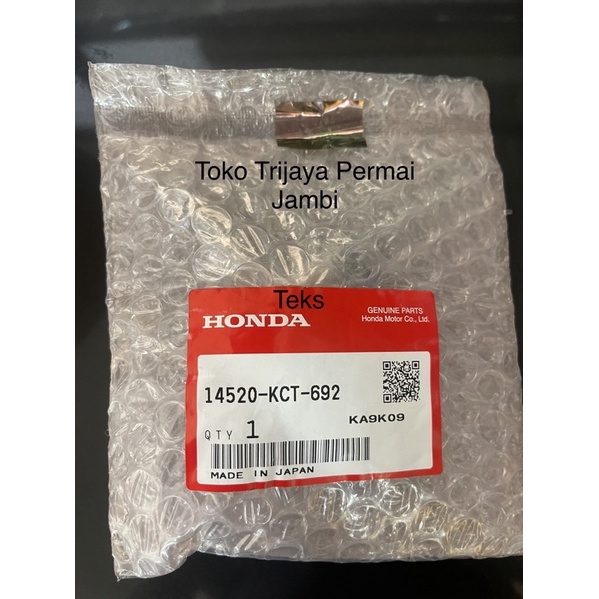 Toko Trijaya Permai
Jambi
Teks
HONDA
GENUINE PARTS
Honda Motor Co., Ltd.
14520-KCT-692
KA9K09
QTY 1
MADE IN JAPAN